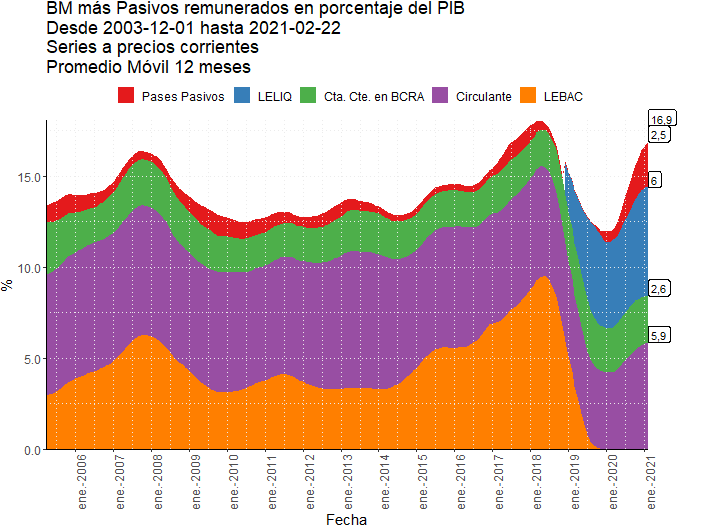 BM más Pasivos remunerados en porcentaje del PIB
Desde 2003-12-01 hasta 2021-02-22
Series a precios corrientes
Promedio Móvil 12 meses
Pases Pasivos LELIQ Cta. Cte. en BCRA Circulante LEBAC
16,9
2,5
15.0
6
10.0
2,6
5,9
5.0
0.0
%
ene.-2006 ene.-2007 ene.-2008 ene.-2009 ene.-2010 ene.-2011 ene.-2012 ene.-2013 ene.-2014 ene.-2015 ene.-2016 ene.-2017 ene.-2018 ene.-2019 ene.-2020 ene.-2021
Fecha